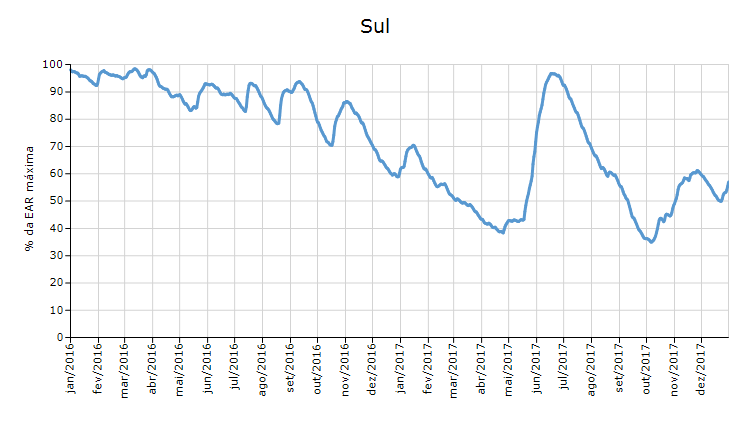 Sul
% da EAR máxima
100
90
80
70
60
50
40
30
20
10
0
jan/2016
fev/2016
mar/2016
abr/2016
mai/2016
jun/2016
jul/2016
ago/2016
set/2016
out/2016
nov/2016
dez/2016
jan/2017
fev/2017
mar/2017
abr/2017
mai/2017
jun/2017
jul/2017
ago/2017
set/2017
out/2017
nov/2017
dez/2017